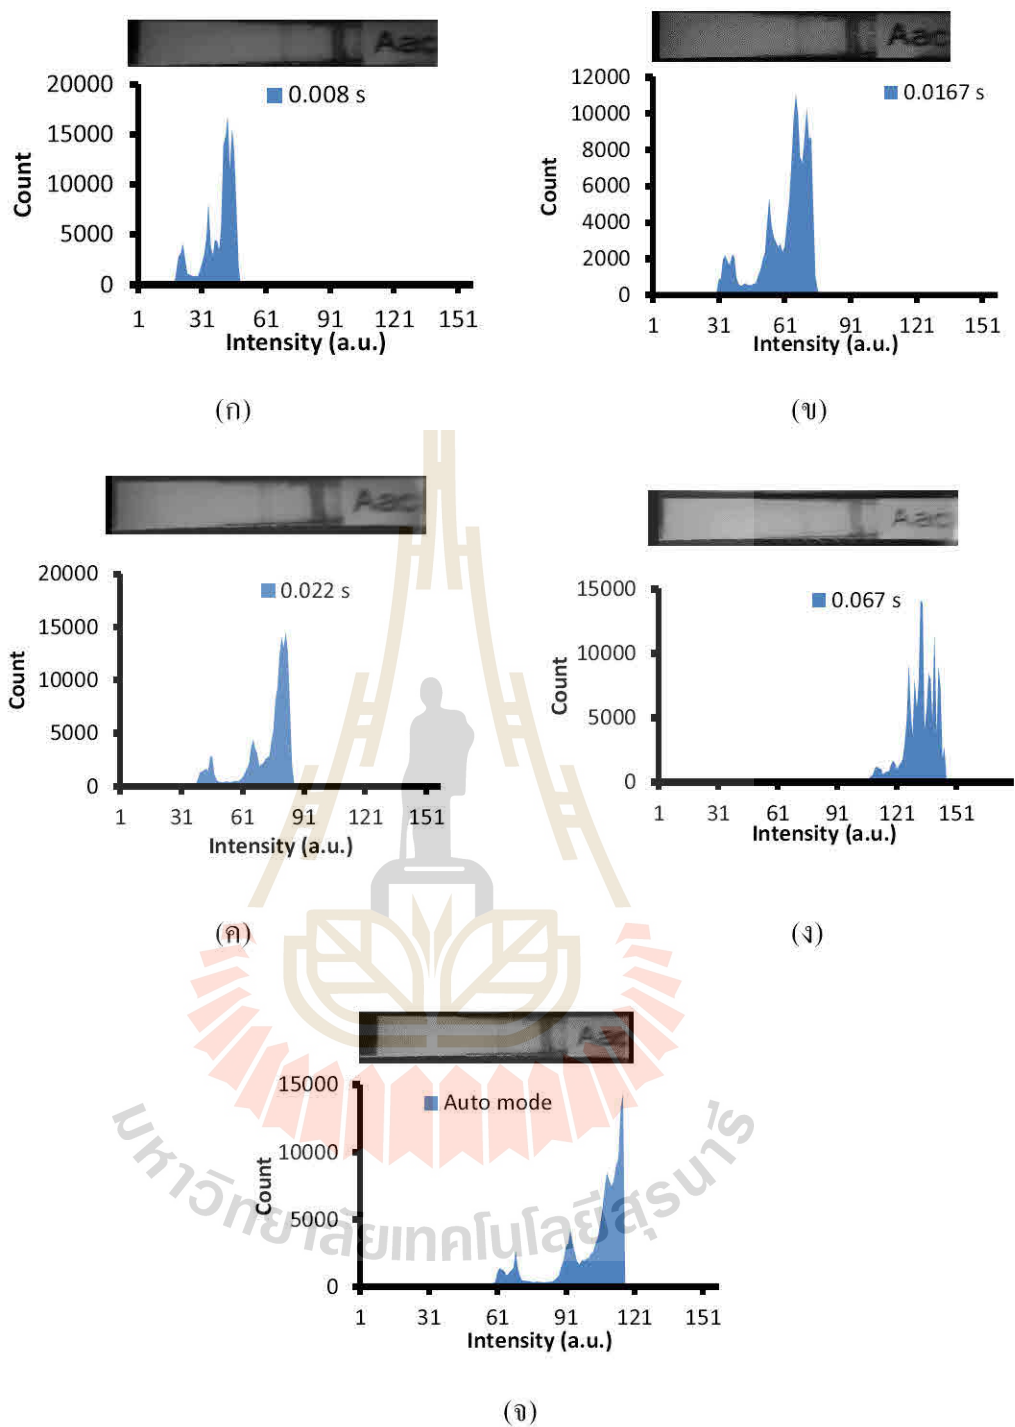 Aac
20000
15000
10000
5000
0
Count
0.008 s
1 31 61 91 121 151
Intensity (a.u.)
(ก)
Aac
12000
10000
8000
6000
4000
2000
0
Count
0.0167 s
1 31 61 91 121 151
Intensity (a.u.)
(ข)
Aac
20000
15000
10000
5000
0
Count
0.022 s
1 31 61 91 121 151
Intensity (a.u.)
(ค)
Aac
15000
10000
5000
0
Count
0.067 s
1 31 61 91 121 151
Intensity (a.u.)
(ง)
Aac
15000
10000
5000
0
Count
Auto mode
1 31 61 91 121 151
Intensity (a.u.)
(จ)
มหาวิทยาลัยเทคโนโลยีสุรนารี